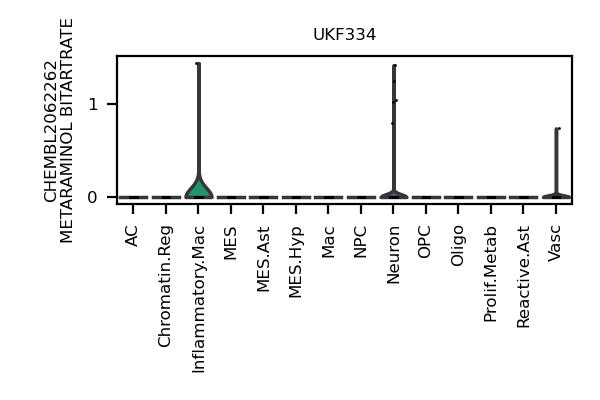 UKF334
CHEMBL2062262
METARAMINOL BITARTRATE
1
0
AC
Chromatin.Reg
Inflammatory.Mac
MES
MES.Ast
MES.Hyp
Mac
NPC
Neuron
OPC
Oligo
Prolif.Metab
Reactive.Ast
Vasc